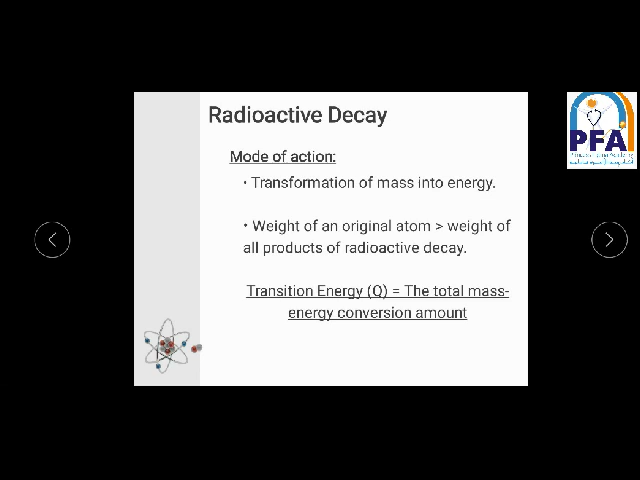 Radioactive Decay
Mode of action:
• Transformation of mass into energy.
• Weight of an original atom > weight of
all products of radioactive decay.
Transition Energy (Q) = The total mass-
energy conversion amount
PFA